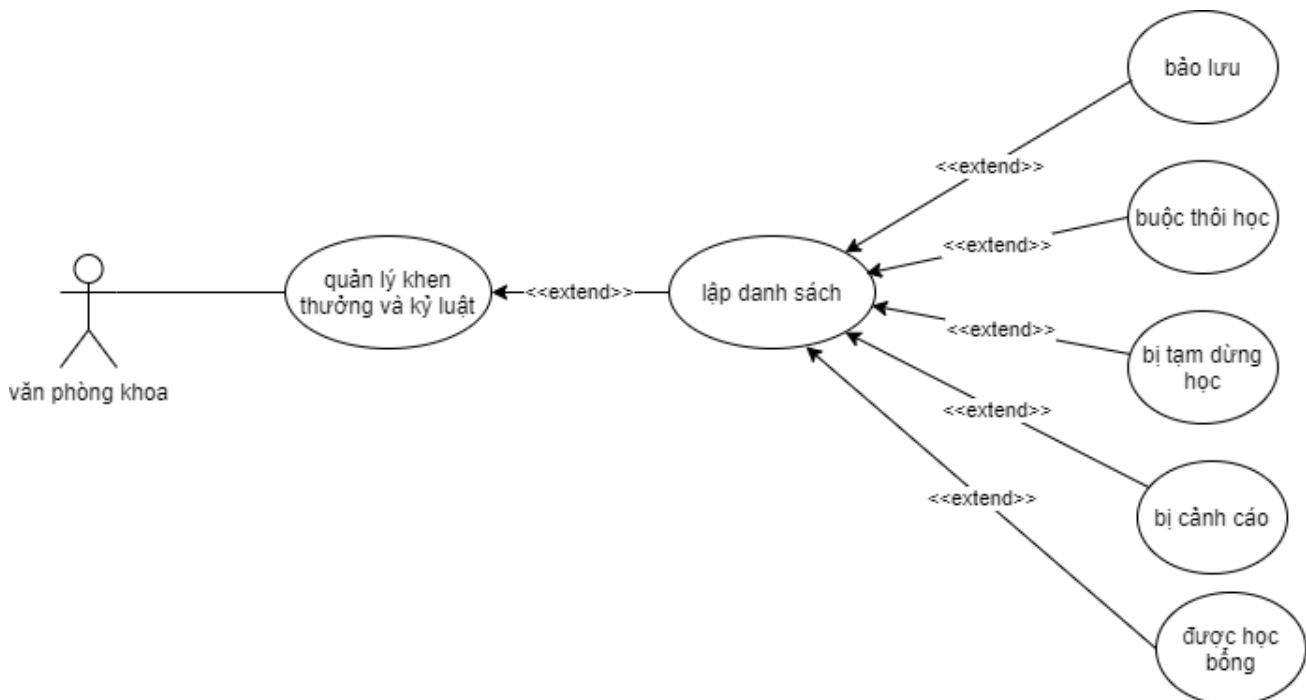 bảo lưu
<<extend>>
buộc thôi học
<<extend>>
quản lý khen
thưởng và kỷ luật
<<extend>>
lập danh sách
<<extend>>
bị tạm dừng
học
văn phòng khoa
<<extend>>
bị cảnh cáo
<<extend>>
được học
bổng